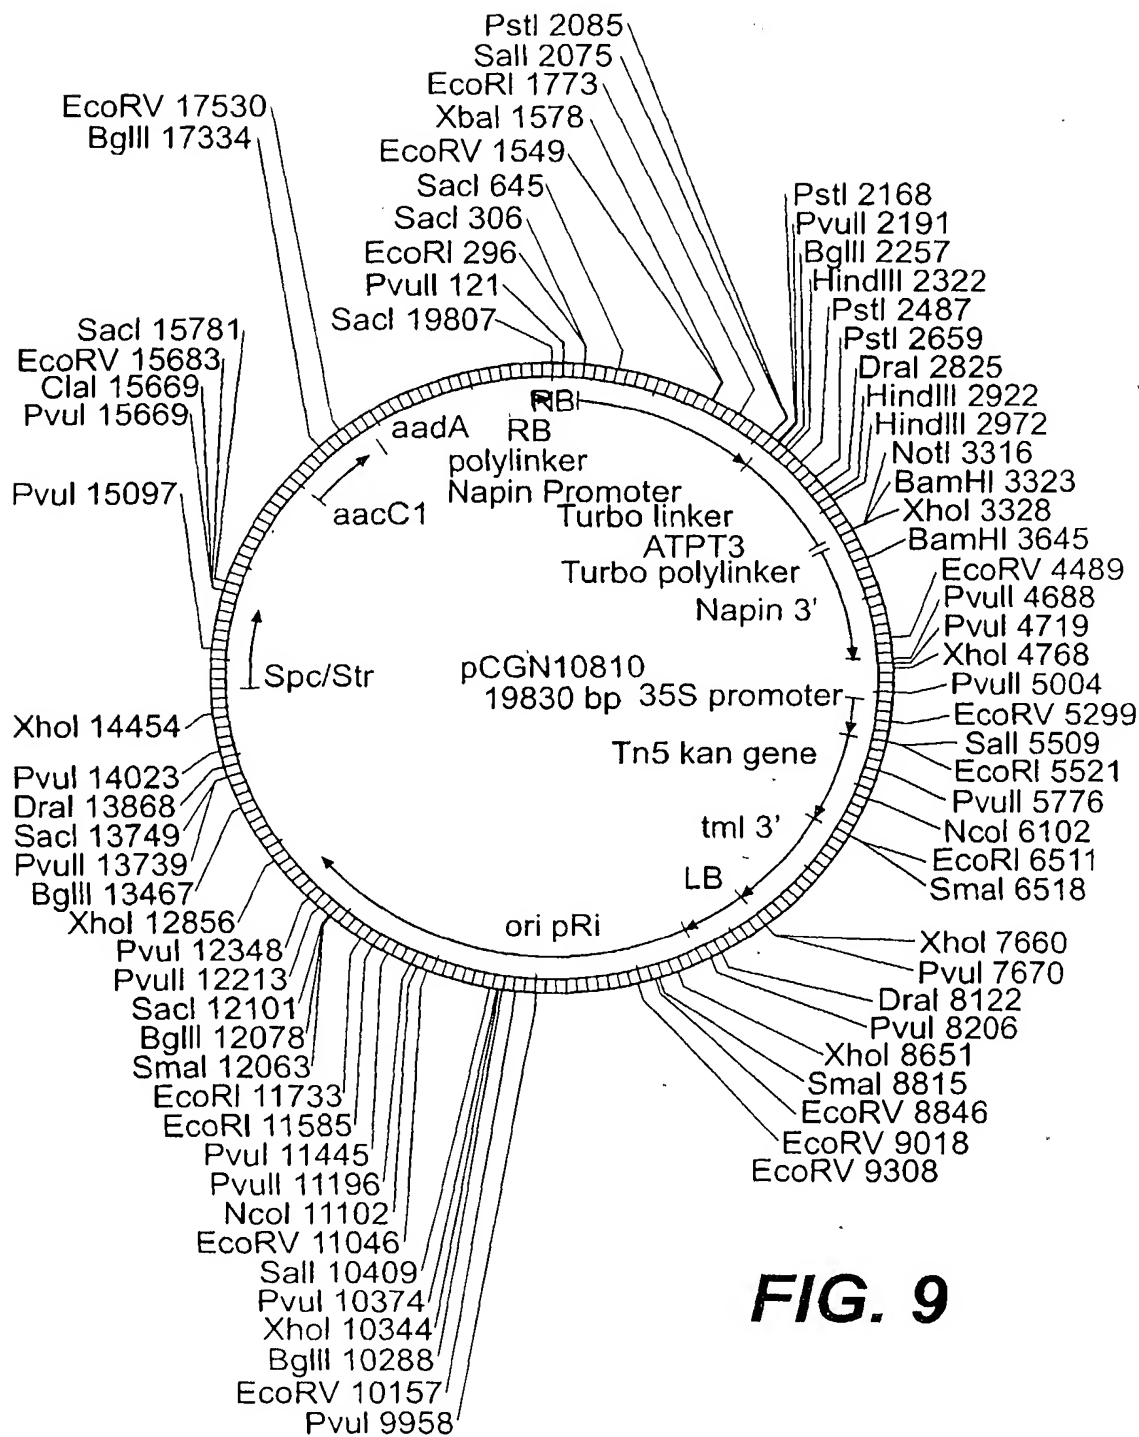 PstI 2085
SalI 2075
EcoRI 1773
XbaI 1578
EcoRV 1549
SacI 645
SacI 306
EcoRI 296
PvuII 121
SacI 19807
EcoRV 17530
BglII 17334
SacI 15781
EcoRV 15683
ClaI 15669
PvuI 15669
PvuI 15097
PstI 2168
PvuII 2191
BglII 2257
HindIII 2322
PstI 2487
PstI 2659
DraI 2825
HindIII 2922
HindIII 2972
NotI 3316
BamHI 3323
XhoI 3328
BamHI 3645
EcoRV 4489
PvuII 4688
PvuI 4719
XhoI 4768
PvuII 5004
EcoRV 5299
SalI 5509
EcoRI 5521
PvuII 5776
NcoI 6102
EcoRI 6511
SmaI 6518
XhoI 7660
PvuI 7670
DraI 8122
PvuI 8206
XhoI 8651
SmaI 8815
EcoRV 8846
EcoRV 9018
EcoRV 9308
RB
aadA
RB
polylinker
Napin Promoter
aacC1
Turbo linker
ATPT3
Turbo polylinker
Napin 3'
pCGN10810
19830 bp
35S promoter
Spc/Str
Tn5 kan gene
tml 3'
LB
ori pRi
XhoI 14454
PvuI 14023
DraI 13868
SacI 13749
PvuII 13739
BglII 13467
XhoI 12856
PvuI 12348
PvuII 12213
SacI 12101
BglII 12078
SmaI 12063
EcoRI 11733
EcoRI 11585
PvuI 11445
PvuII 11196
NcoI 11102
EcoRV 11046
SalI 10409
PvuI 10374
XhoI 10344
BglII 10288
EcoRV 10157
PvuI 9958
FIG. 9